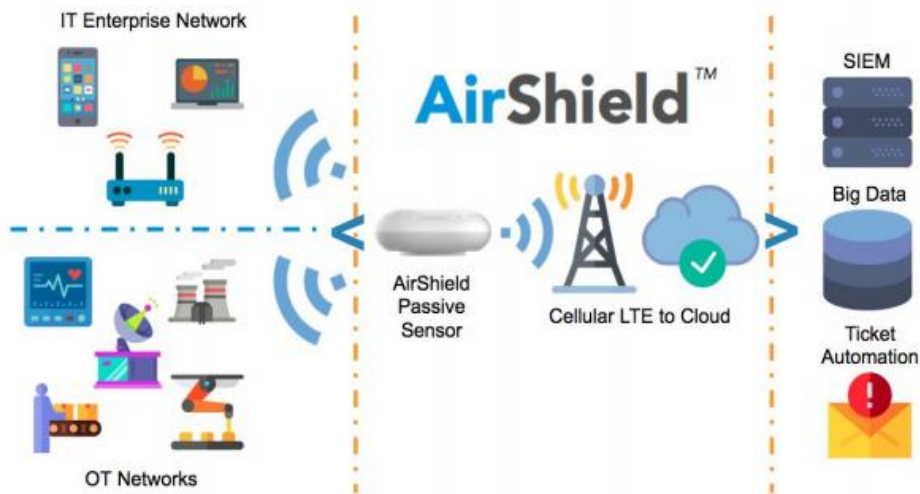 IT Enterprise Network
OT Networks
AirShield™
AirShield
Passive
Sensor
Cellular LTE to Cloud
SIEM
Big Data
Ticket
Automation